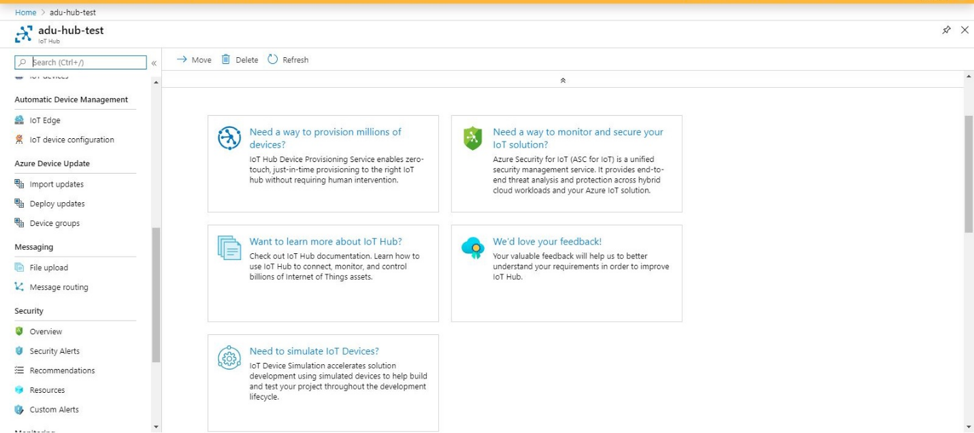 Home > adu-hub-test
adu-hub-test
IoT Hub
Search (Ctrl+/)
«
Move
Delete
Refresh
IoT devices
Automatic Device Management
IoT Edge
IoT device configuration
Azure Device Update
Import updates
Deploy updates
Device groups
Messaging
File upload
Message routing
Security
Overview
Security Alerts
Recommendations
Resources
Custom Alerts
Monitoring
Need a way to provision millions of
devices?
IoT Hub Device Provisioning Service enables zero-
touch, just-in-time provisioning to the right IoT
hub without requiring human intervention.
Need a way to monitor and secure your
IoT solution?
Azure Security for IoT (ASC for IoT) is a unified
security management service. It provides end-to-
end threat analysis and protection across hybrid
cloud workloads and your Azure IoT solution.
Want to learn more about IoT Hub?
Check out IoT Hub documentation. Learn how to
use IoT Hub to connect, monitor, and control
billions of Internet of Things assets.
We'd love your feedback!
Your valuable feedback will help us to better
understand your requirements in order to improve
IoT Hub.
Need to simulate IoT Devices?
IoT Device Simulation accelerates solution
development using simulated devices to help build
and test your project throughout the development
lifecycle.